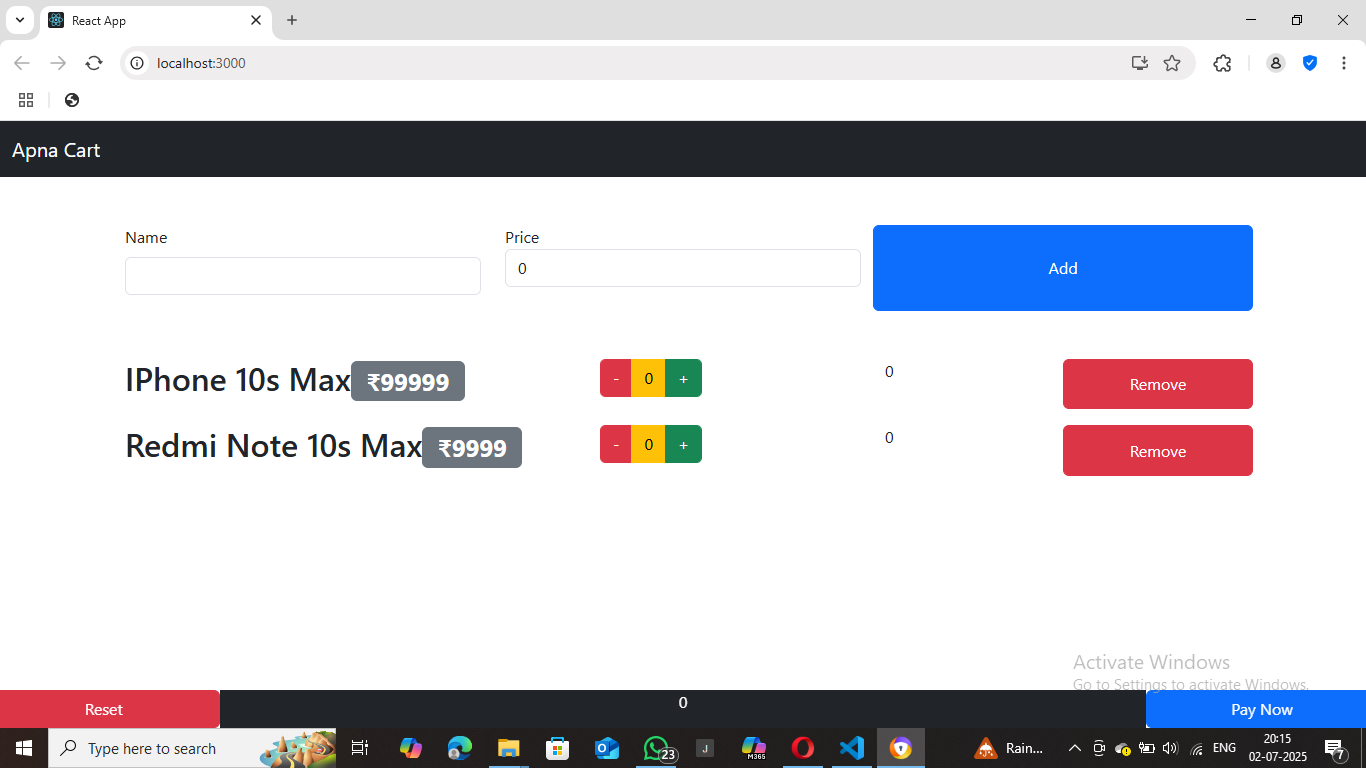 React App
localhost:3000
Apna Cart
Name
Price
0
Add
IPhone 10s Max ₹99999
- 0 +
0
Remove
Redmi Note 10s Max ₹9999
- 0 +
0
Remove
Activate Windows
Go to Settings to activate Windows.
Reset
0
Pay Now
Type here to search
23
J
M365
Rain...
ENG
20:15
02-07-2025
7